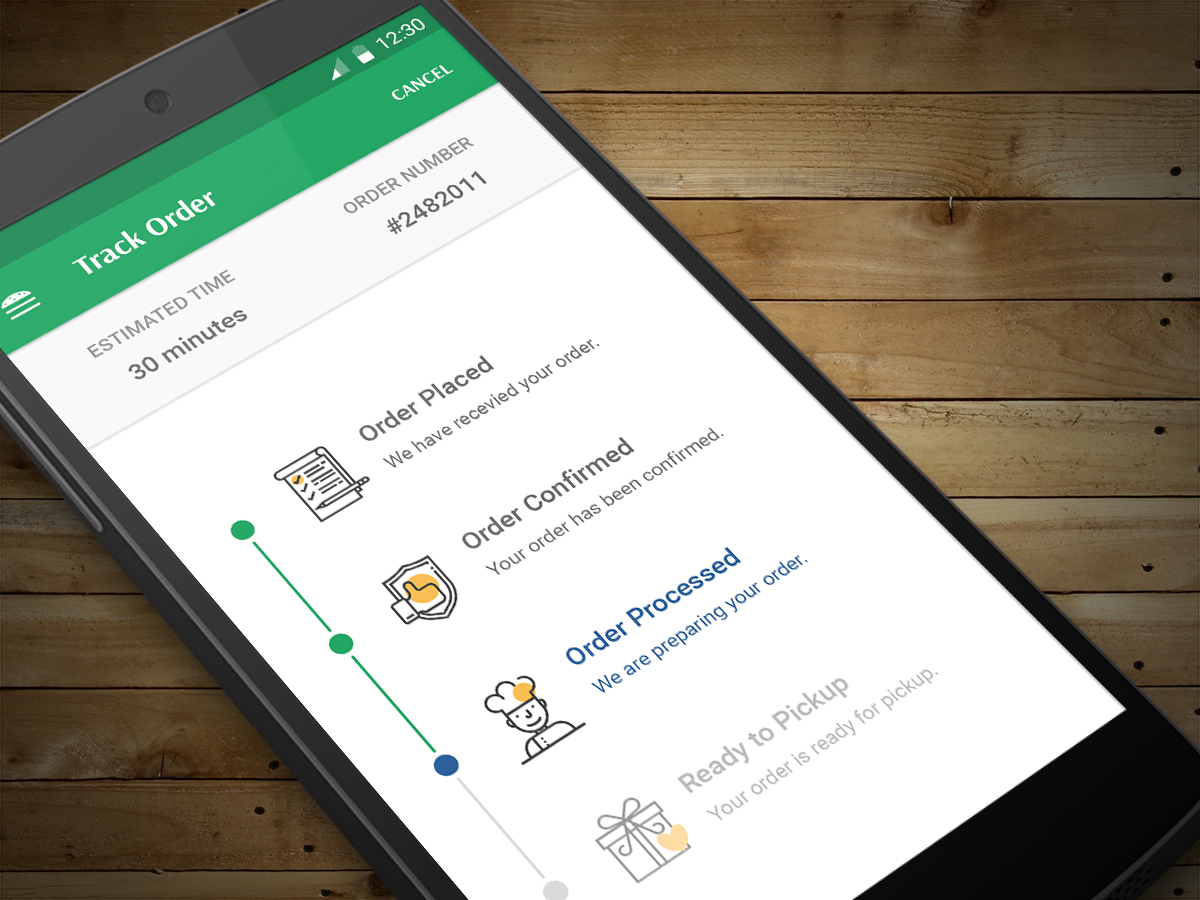 12:30
CANCEL
Track Order
ESTIMATED TIME
30 minutes
ORDER NUMBER
#2482011
Order Placed
We have recevied your order.
Order Confirmed
Your order has been confirmed.
Order Processed
We are preparing your order.
Ready to Pickup
Your order is ready for pickup.